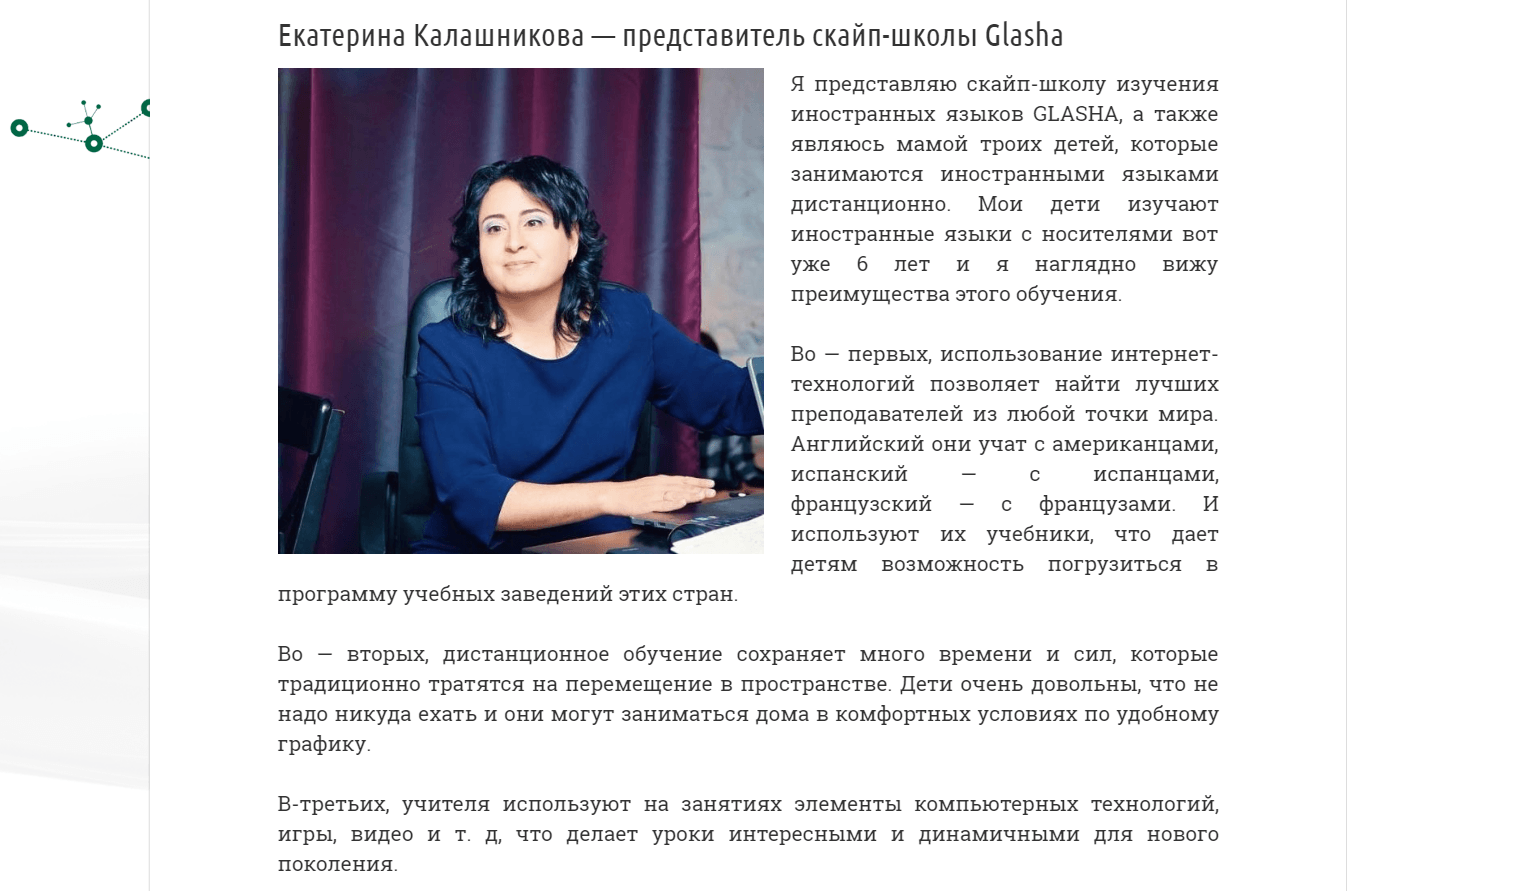 Екатерина Калашникова — представитель скайп-школы Glasha
Я представляю скайп-школу изучения
иностранных языков GLASHA, а также
являюсь мамой троих детей, которые
занимаются иностранными языками
дистанционно. Мои дети изучают
иностранные языки с носителями вот
уже 6 лет и я наглядно вижу
преимущества этого обучения.
Во — первых, использование интернет-
технологий позволяет найти лучших
преподавателей из любой точки мира.
Английский они учат с американцами,
испанский — с испанцами,
французский — с французами. И
используют их учебники, что дает
детям возможность погрузиться в
программу учебных заведений этих стран.
Во — вторых, дистанционное обучение сохраняет много времени и сил, которые
традиционно тратятся на перемещение в пространстве. Дети очень довольны, что не
надо никуда ехать и они могут заниматься дома в комфортных условиях по удобному
графику.
В-третьих, учителя используют на занятиях элементы компьютерных технологий,
игры, видео и т. д, что делает уроки интересными и динамичными для нового
поколения.